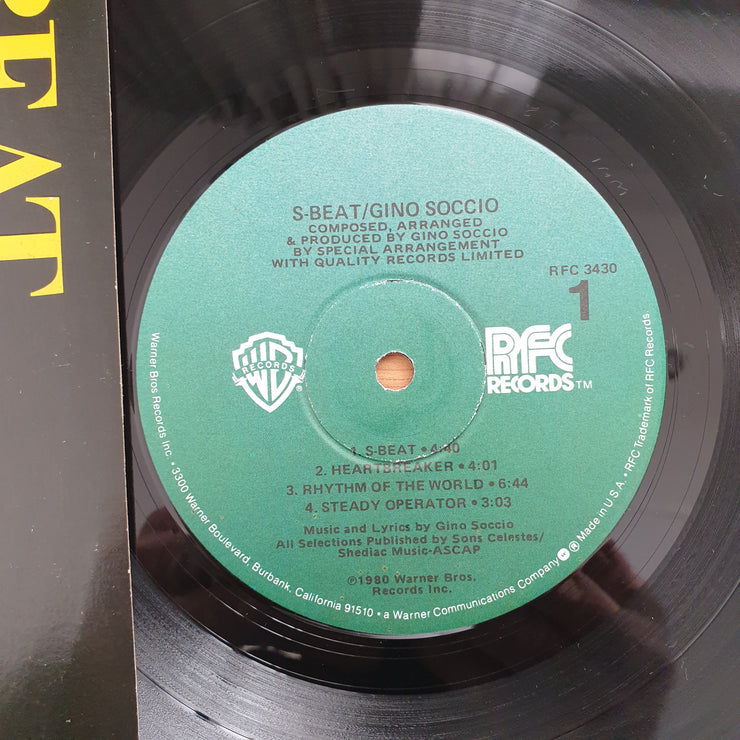 EAT
S-BEAT/GINO SOCCIO
COMPOSED, ARRANGED
& PRODUCED BY GINO SOCCIO
BY SPECIAL ARRANGEMENT
WITH QUALITY RECORDS LIMITED
RFC 3430
1
WB
RECORDS
®
RFC
RECORDS™
1. S-BEAT • 4:40
2. HEARTBREAKER • 4:01
3. RHYTHM OF THE WORLD • 6:44
4. STEADY OPERATOR • 3:03
Music and Lyrics by Gino Soccio
All Selections Published by Sons Celestes/
Shediac Music-ASCAP
©1980 Warner Bros.
Records Inc.
Warner Bros Records Inc. • 3300 Warner Boulevard, Burbank, California 91510 • a Warner Communications Company ® Made in U.S.A. • RFC Trademark of RFC Records